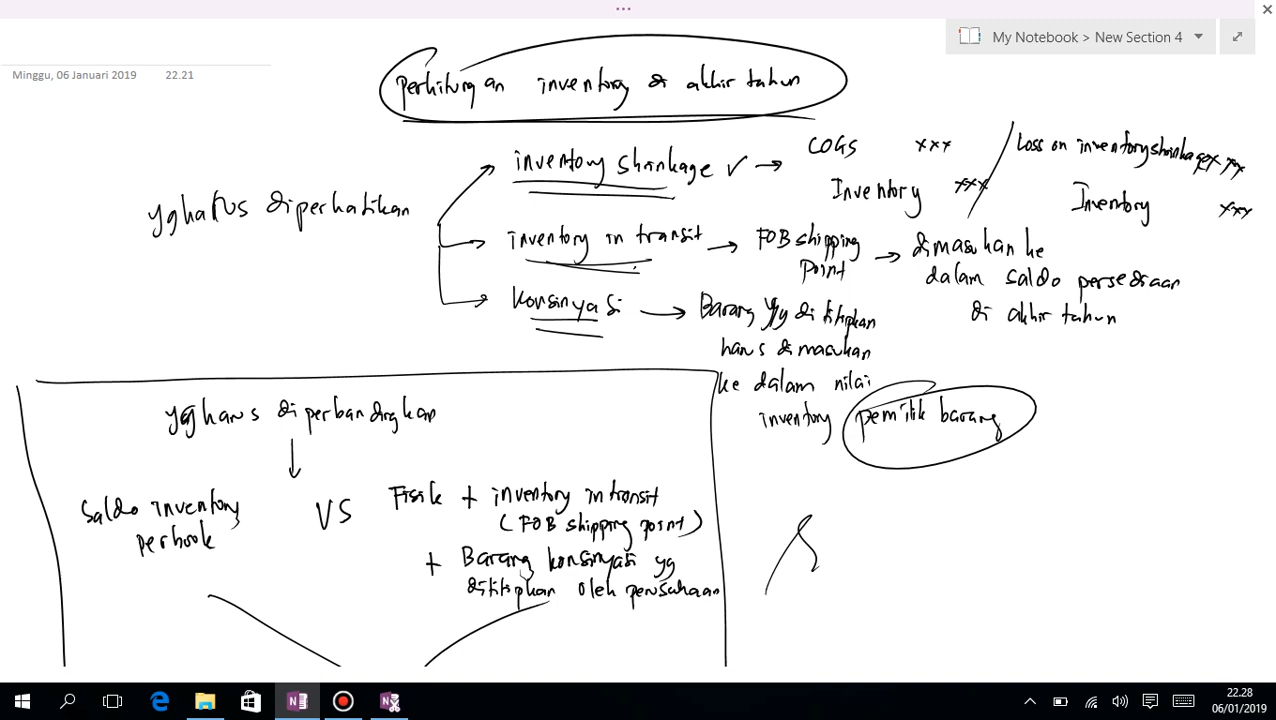 My Notebook > New Section 4
Minggu, 06 Januari 2019 22.21
perhitungan inventory di akhir tahun
yg harus diperhatikan
inventory shrinkage ✓ → COGS xxx
Inventory xxx
Loss on inventory shrinkage xxx
Inventory xxx
inventory in transit → FOB shipping
point → dimasukan ke
dalam saldo persediaan
di akhir tahun
Konsinyasi → Barang yg dititipkan
harus dimasukan
ke dalam nilai
inventory pemilik barang
yg harus diperbandingkan
Saldo inventory
perbook
VS
Fisik + inventory in transit
(FOB shipping point)
+ Barang konsinyasi yg
dititipkan oleh perusahaan
22.28
06/01/2019